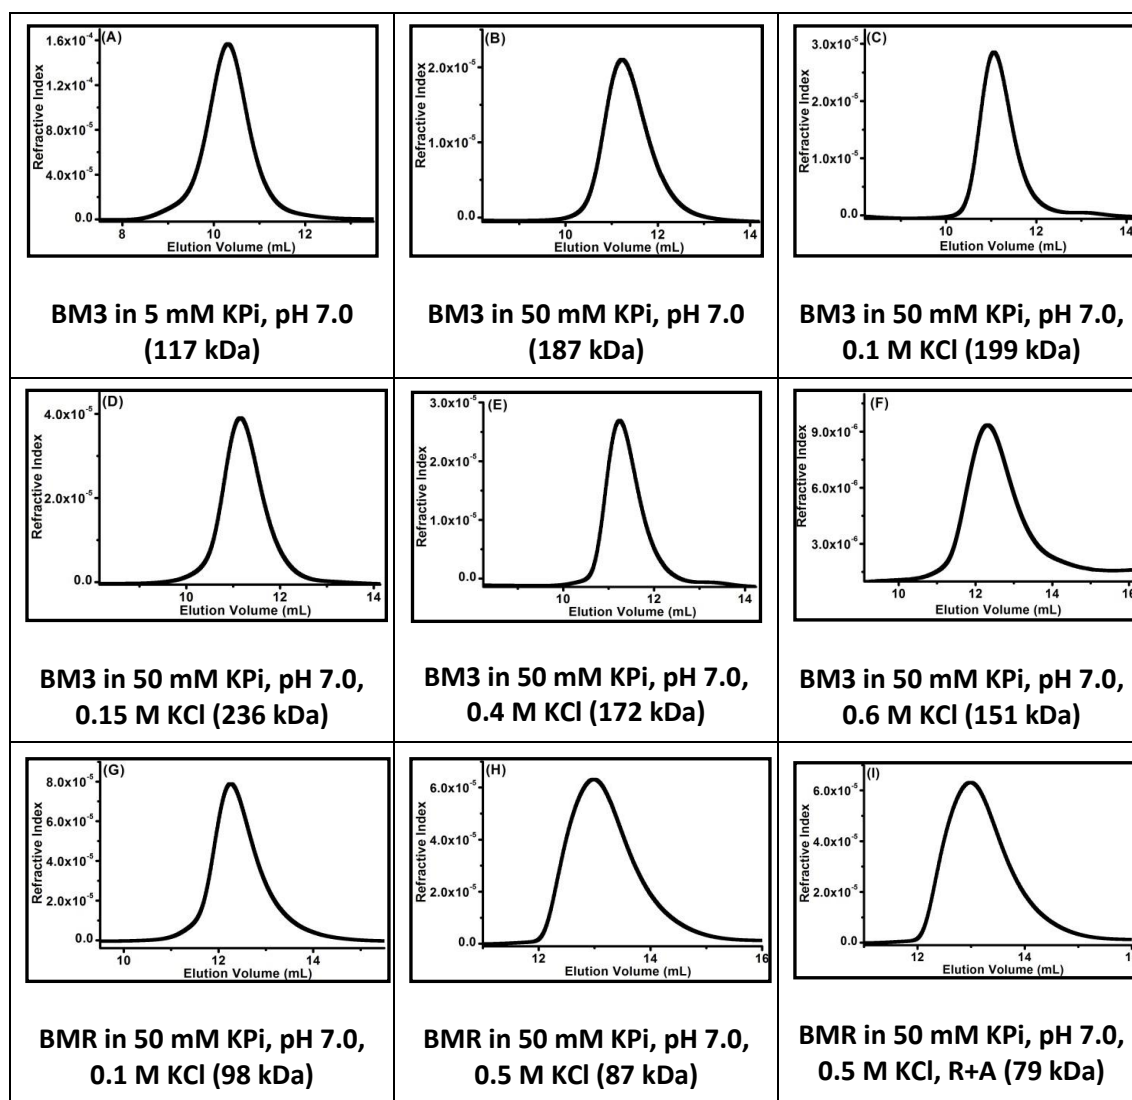 (A)
Refractive Index
1.6x10⁻⁴
1.2x10⁻⁴
8.0x10⁻⁵
4.0x10⁻⁵
0.0
8 10 12
Elution Volume (mL)
BM3 in 5 mM KPi, pH 7.0
(117 kDa)
(B)
Refractive Index
2.0x10⁻⁵
1.0x10⁻⁵
0.0
10 12 14
Elution Volume (mL)
BM3 in 50 mM KPi, pH 7.0
(187 kDa)
(C)
Refractive Index
3.0x10⁻⁵
2.0x10⁻⁵
1.0x10⁻⁵
0.0
10 12 14
Elution Volume (mL)
BM3 in 50 mM KPi, pH 7.0,
0.1 M KCl (199 kDa)
(D)
Refractive Index
4.0x10⁻⁵
2.0x10⁻⁵
0.0
10 12 14
Elution Volume (mL)
BM3 in 50 mM KPi, pH 7.0,
0.15 M KCl (236 kDa)
(E)
Refractive Index
3.0x10⁻⁵
2.0x10⁻⁵
1.0x10⁻⁵
0.0
10 12 14
Elution Volume (mL)
BM3 in 50 mM KPi, pH 7.0,
0.4 M KCl (172 kDa)
(F)
Refractive Index
9.0x10⁻⁶
6.0x10⁻⁶
3.0x10⁻⁶
10 12 14 16
Elution Volume (mL)
BM3 in 50 mM KPi, pH 7.0,
0.6 M KCl (151 kDa)
(G)
Refractive Index
8.0x10⁻⁵
6.0x10⁻⁵
4.0x10⁻⁵
2.0x10⁻⁵
0.0
10 12 14
Elution Volume (mL)
BMR in 50 mM KPi, pH 7.0,
0.1 M KCl (98 kDa)
(H)
Refractive Index
6.0x10⁻⁵
4.0x10⁻⁵
2.0x10⁻⁵
0.0
12 14 16
Elution Volume (mL)
BMR in 50 mM KPi, pH 7.0,
0.5 M KCl (87 kDa)
(I)
Refractive Index
6.0x10⁻⁵
4.0x10⁻⁵
2.0x10⁻⁵
0.0
12 14
Elution Volume (mL)
BMR in 50 mM KPi, pH 7.0,
0.5 M KCl, R+A (79 kDa)